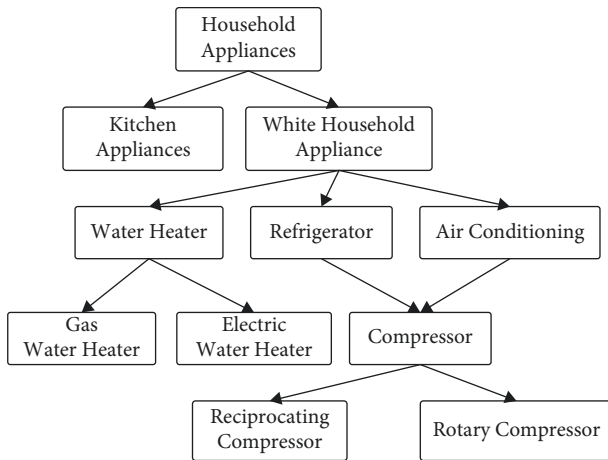 Household
Appliances
Kitchen
Appliances
White Household
Appliance
Water Heater
Refrigerator
Air Conditioning
Gas
Water Heater
Electric
Water Heater
Compressor
Reciprocating
Compressor
Rotary Compressor